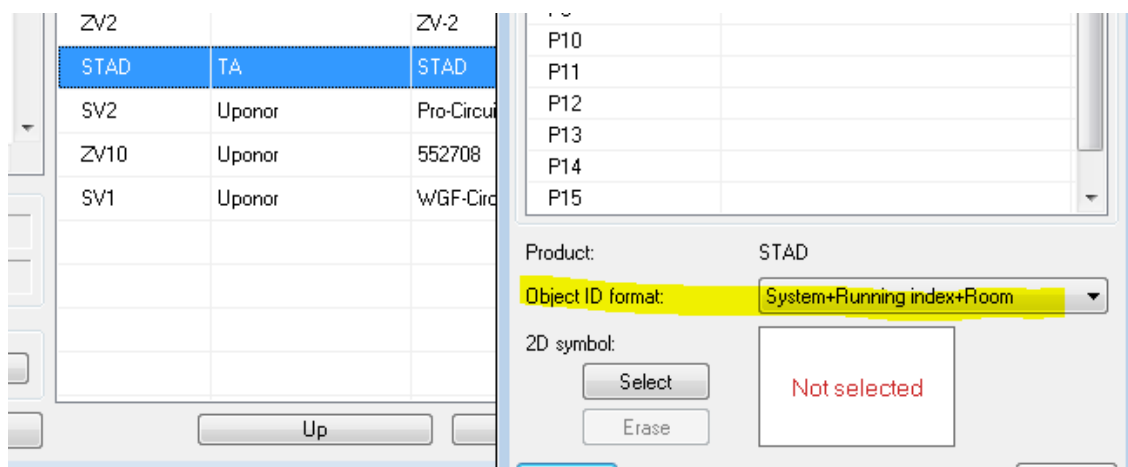 ZV2 ZV-2
STAD TA STAD
SV2 Uponor Pro-Circui
ZV10 Uponor 552708
SV1 Uponor WGF-Circ
Up
P10
P11
P12
P13
P14
P15
Product: STAD
Object ID format: System+Running index+Room
2D symbol:
Select
Not selected
Erase